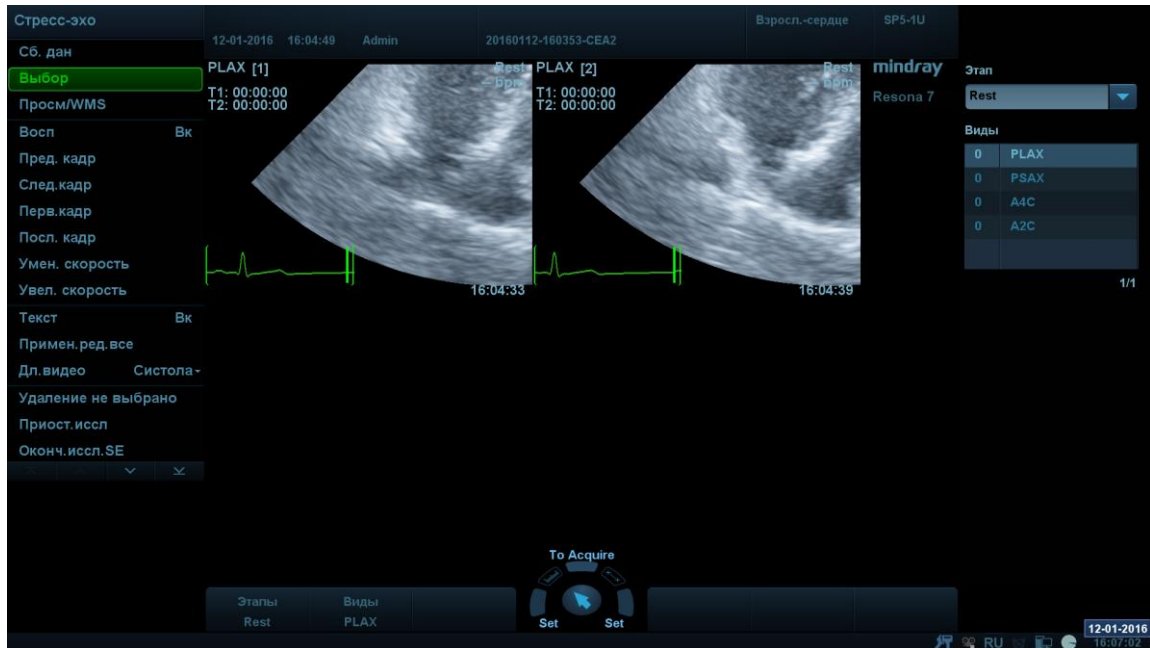 Стресс-эхо
Взросл.-сердце SP5-1U
12-01-2016 16:04:49 Admin 20160112-160353-CEA2
Сб. дан
Выбор
Просм/WMS
Восп Вк
Пред. кадр
След.кадр
Перв.кадр
Посл. кадр
Умен. скорость
Увел. скорость
Текст Вк
Примен.ред.все
Дл.видео Систола
Удаление не выбрано
Приост.иссл
Оконч.иссл.SE
PLAX [1] Rest
-- bpm
T1: 00:00:00
T2: 00:00:00
16:04:33
PLAX [2] Rest
bpm
T1: 00:00:00
T2: 00:00:00
16:04:39
mindray
Resona 7
Этап
Rest
Виды
0 PLAX
0 PSAX
0 A4C
0 A2C
1/1
To Acquire
Set Set
Этапы Виды
Rest PLAX
12-01-2016
RU 16:07:02